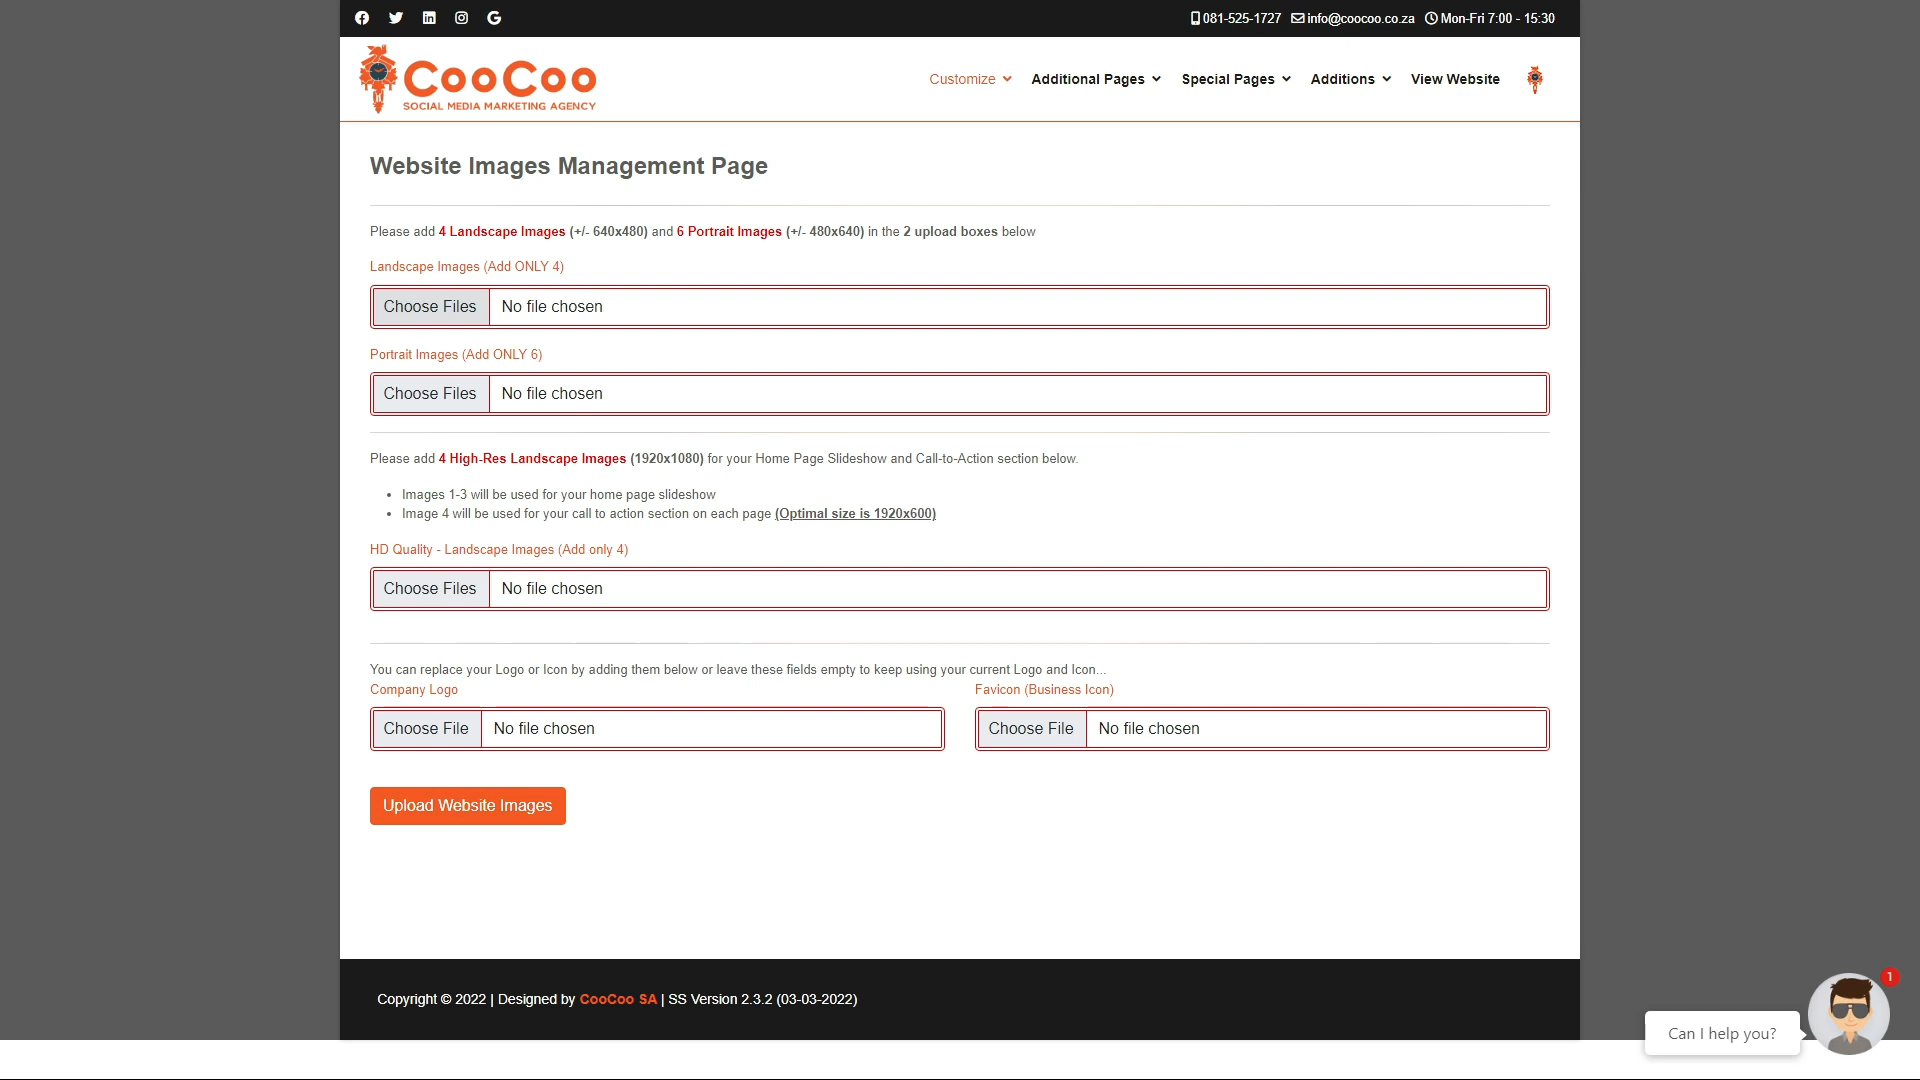 081-525-1727 info@coocoo.co.za Mon-Fri 7:00 - 15:30
CooCoo
SOCIAL MEDIA MARKETING AGENCY
Customize Additional Pages Special Pages Additions View Website
Website Images Management Page
Please add 4 Landscape Images (+/- 640x480) and 6 Portrait Images (+/- 480x640) in the 2 upload boxes below
Landscape Images (Add ONLY 4)
Choose Files No file chosen
Portrait Images (Add ONLY 6)
Choose Files No file chosen
Please add 4 High-Res Landscape Images (1920x1080) for your Home Page Slideshow and Call-to-Action section below.
• Images 1-3 will be used for your home page slideshow
• Image 4 will be used for your call to action section on each page (Optimal size is 1920x600)
HD Quality - Landscape Images (Add only 4)
Choose Files No file chosen
You can replace your Logo or Icon by adding them below or leave these fields empty to keep using your current Logo and Icon...
Company Logo Favicon (Business Icon)
Choose File No file chosen Choose File No file chosen
Upload Website Images
Copyright © 2022 | Designed by CooCoo SA | SS Version 2.3.2 (03-03-2022)
1
Can I help you?